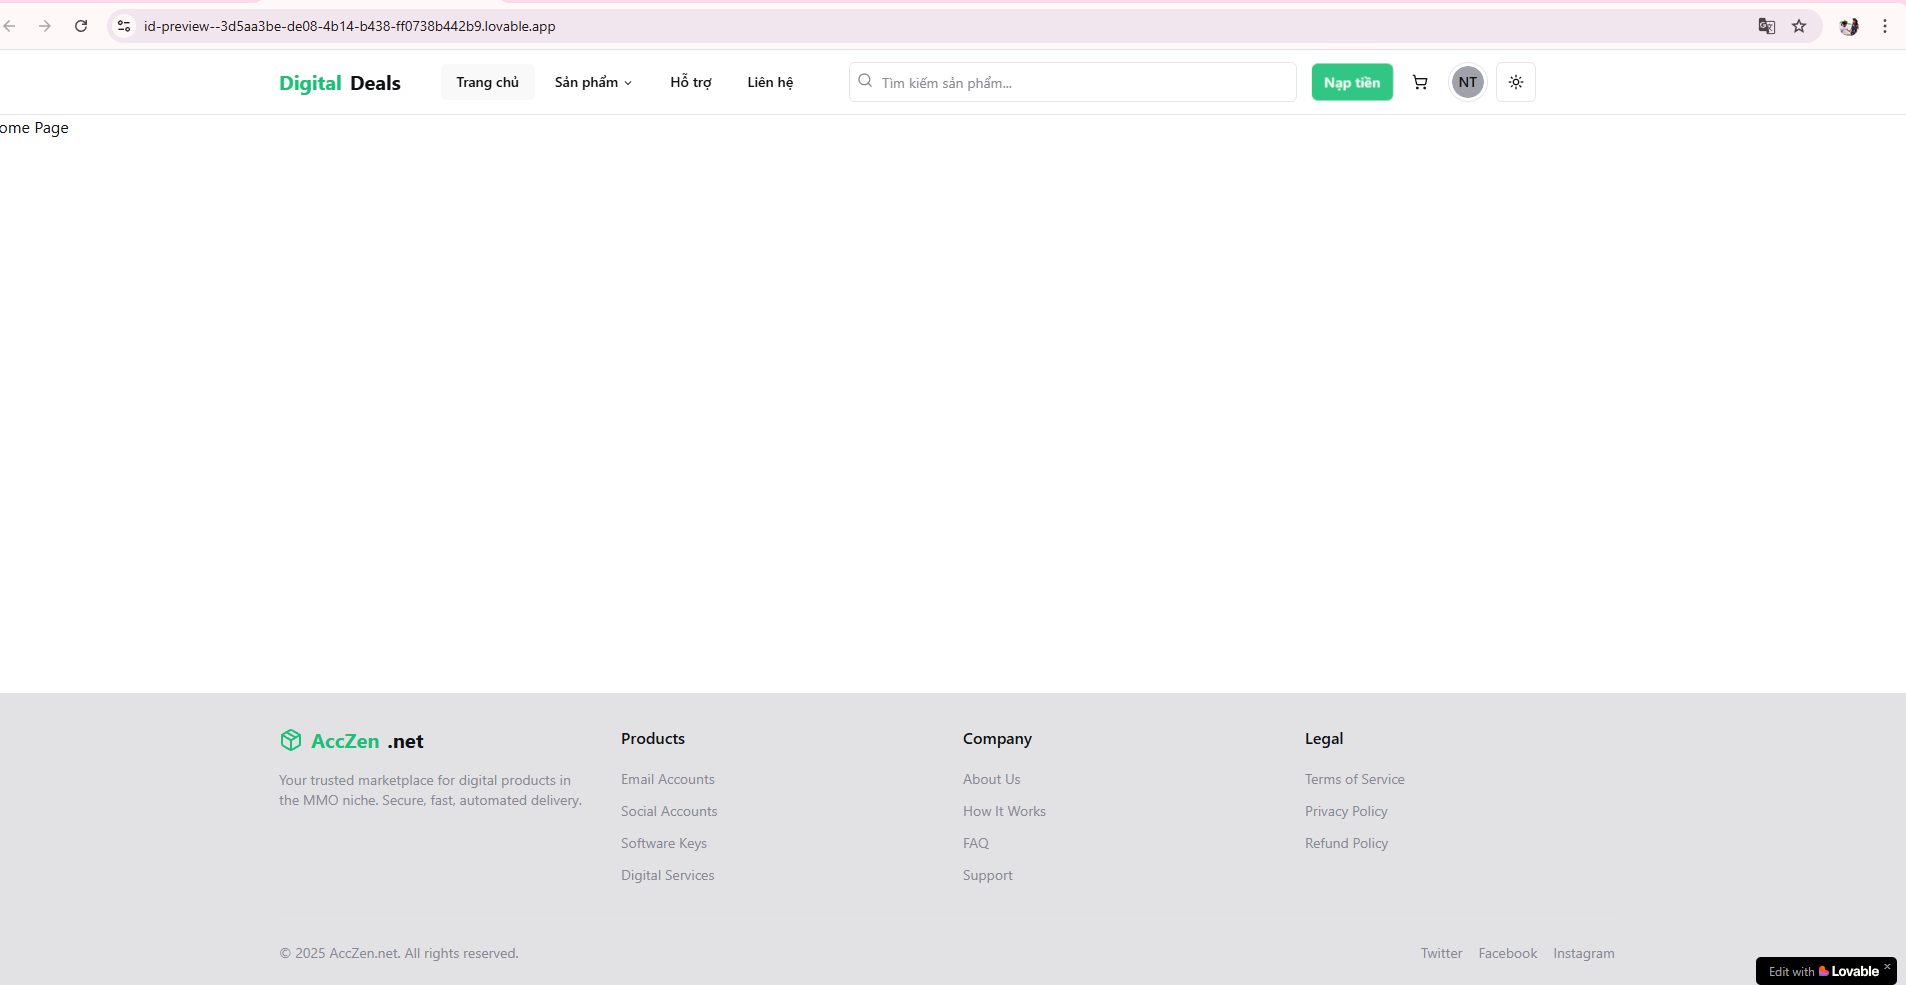 id-preview--3d5aa3be-de08-4b14-b438-ff0738b442b9.lovable.app
Digital Deals
Trang chủ
Sản phẩm
Hỗ trợ
Liên hệ
Tìm kiếm sản phẩm...
Nạp tiền
NT
ome Page
AccZen .net
Your trusted marketplace for digital products in
the MMO niche. Secure, fast, automated delivery.
Products
Email Accounts
Social Accounts
Software Keys
Digital Services
Company
About Us
How It Works
FAQ
Support
Legal
Terms of Service
Privacy Policy
Refund Policy
© 2025 AccZen.net. All rights reserved.
Twitter
Facebook
Instagram
Edit with Lovable